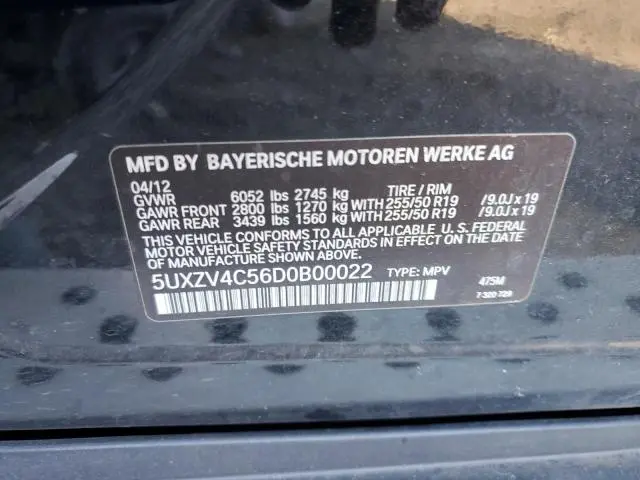 MFD BY BAYERISCHE MOTOREN WERKE AG
04/12 TIRE / RIM
GVWR 6052 lbs 2745 kg
GAWR FRONT 2800 lbs 1270 kg WITH 255/50 R19 /9.0J x 19
GAWR REAR 3439 lbs 1560 kg WITH 255/50 R19 /9.0J x 19
THIS VEHICLE CONFORMS TO ALL APPLICABLE U.S. FEDERAL
MOTOR VEHICLE SAFETY STANDARDS IN EFFECT ON THE DATE
OF MANUFACTURE SHOWN ABOVE.
5UXZV4C56D0B00022 TYPE: MPV 475M
7 320 729